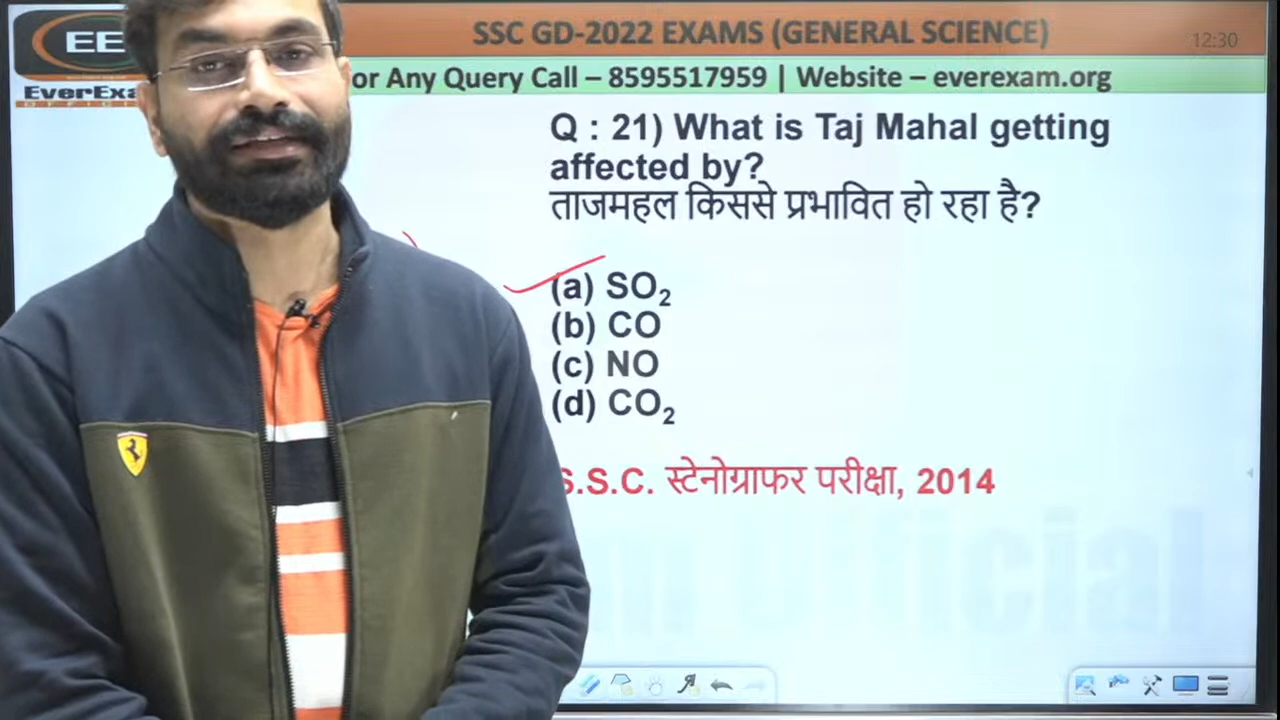 EE
EverExa
SSC GD-2022 EXAMS (GENERAL SCIENCE)
12:30
or Any Query Call – 8595517959 | Website – everexam.org
Q : 21) What is Taj Mahal getting
affected by?
ताजमहल किससे प्रभावित हो रहा है?
(a) SO₂
(b) CO
(c) NO
(d) CO₂
S.S.C. स्टेनोग्राफर परीक्षा, 2014
Official